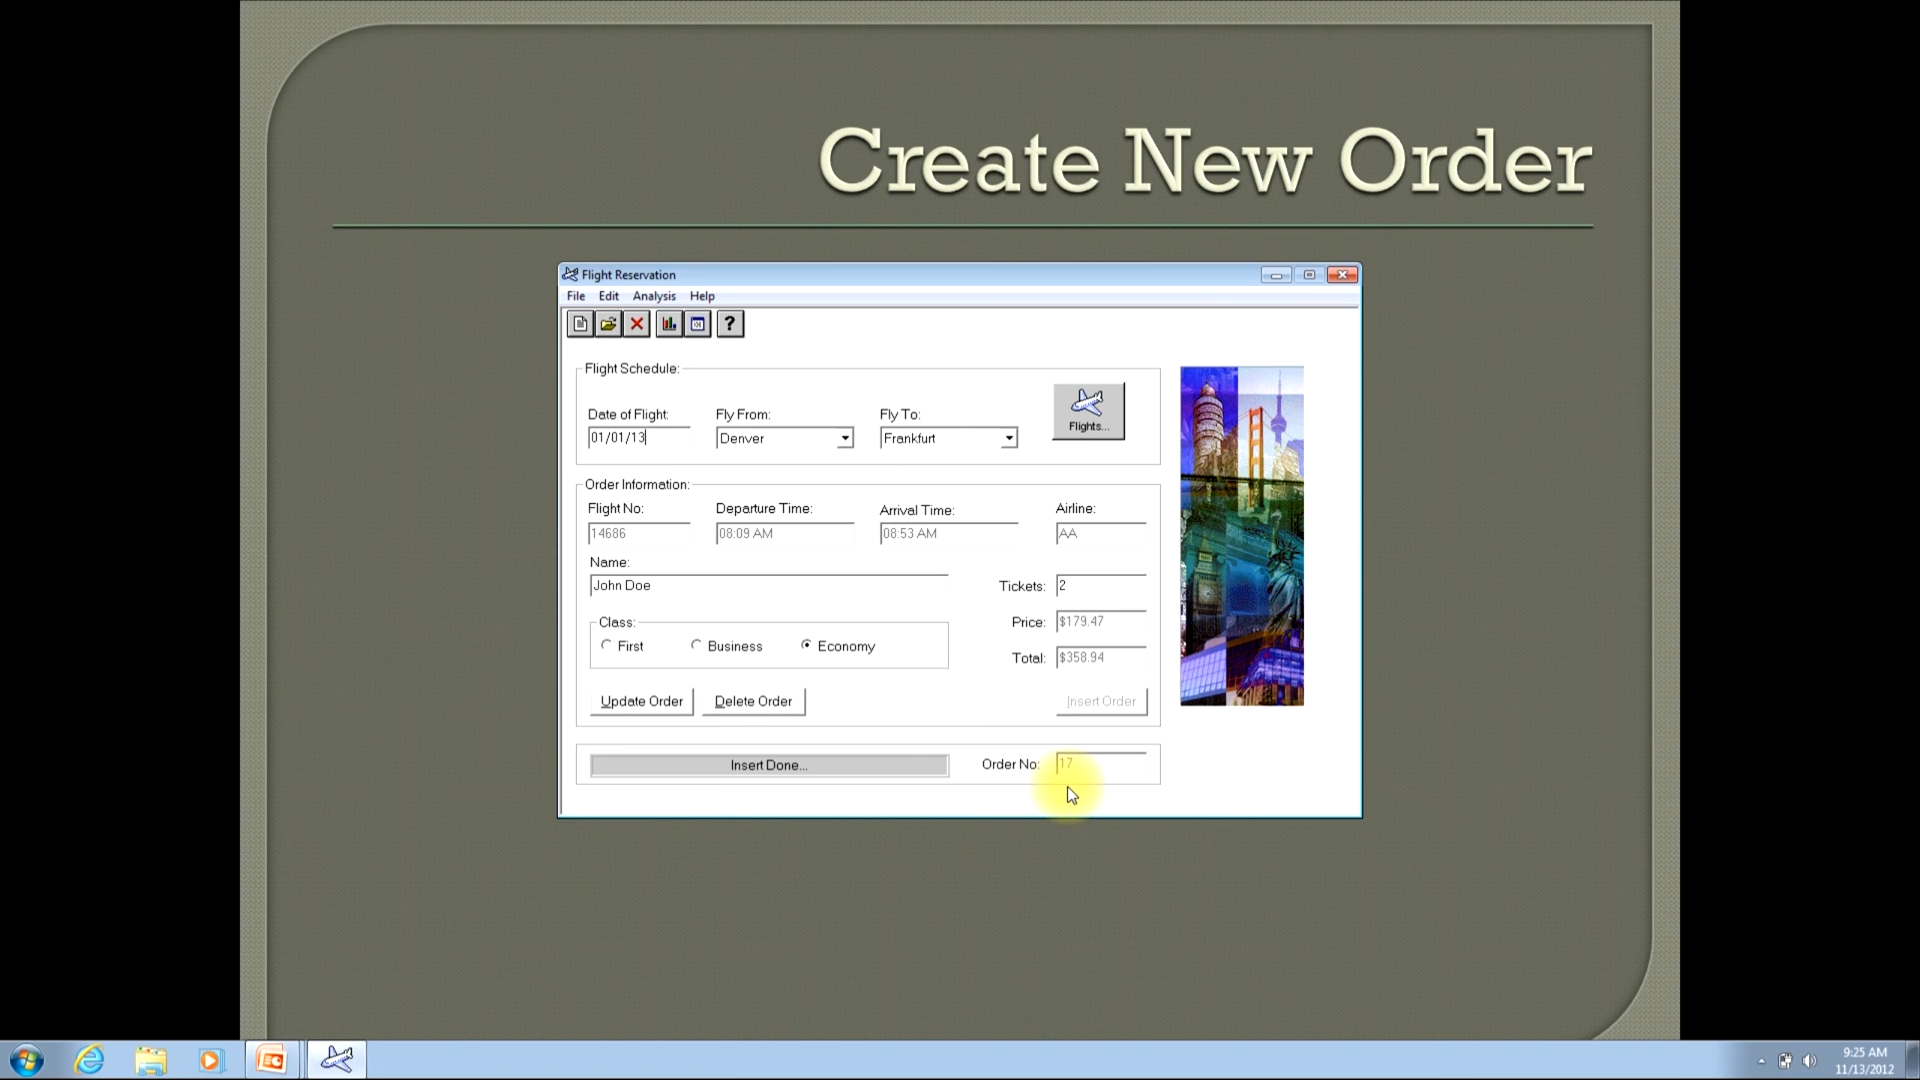 Create New Order
Flight Reservation
File Edit Analysis Help
?
Flight Schedule:
Date of Flight: Fly From: Fly To:
01/01/13 Denver Frankfurt Flights...
Order Information:
Flight No: Departure Time: Arrival Time: Airline:
14686 08:09 AM 08:53 AM AA
Name:
John Doe Tickets: 2
Class: Price: $179.47
First Business Economy Total: $358.94
Update Order Delete Order Insert Order
Insert Done... Order No: 17
9:25 AM
11/13/2012